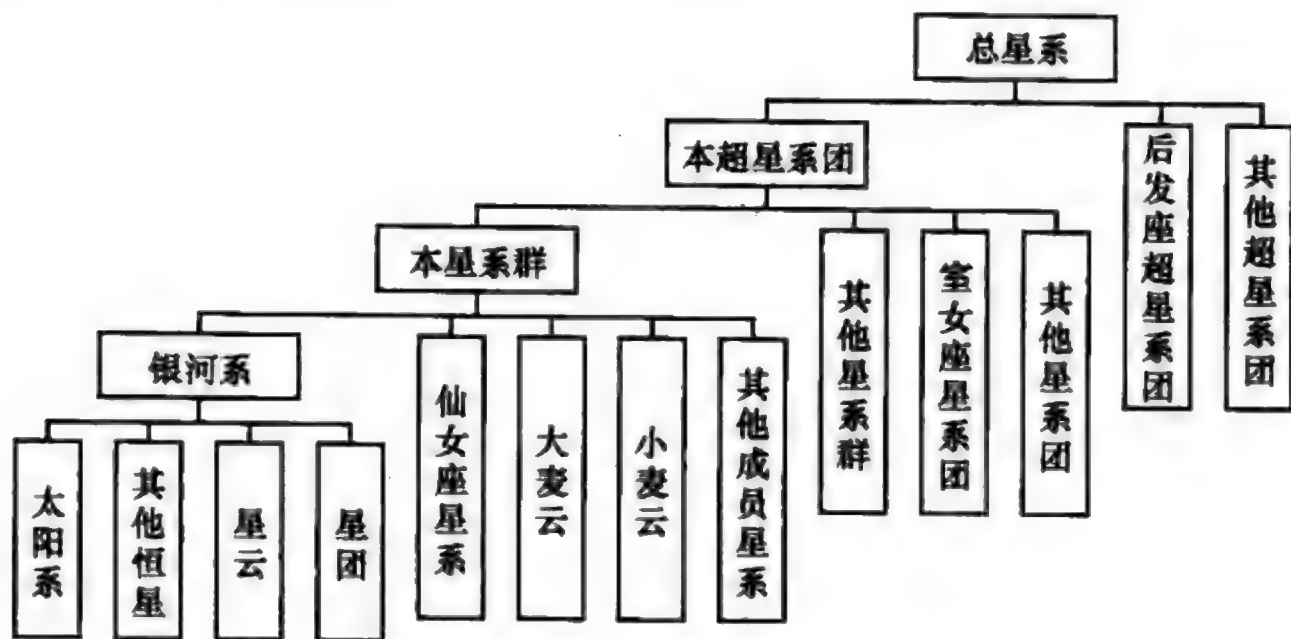 总星系
本超星系团
后发座超星系团
其他超星系团
本星系群
其他星系群
室女座星系团
其他星系团
银河系
仙女座星系
大麦云
小麦云
其他成员星系
太阳系
其他恒星
星云
星团